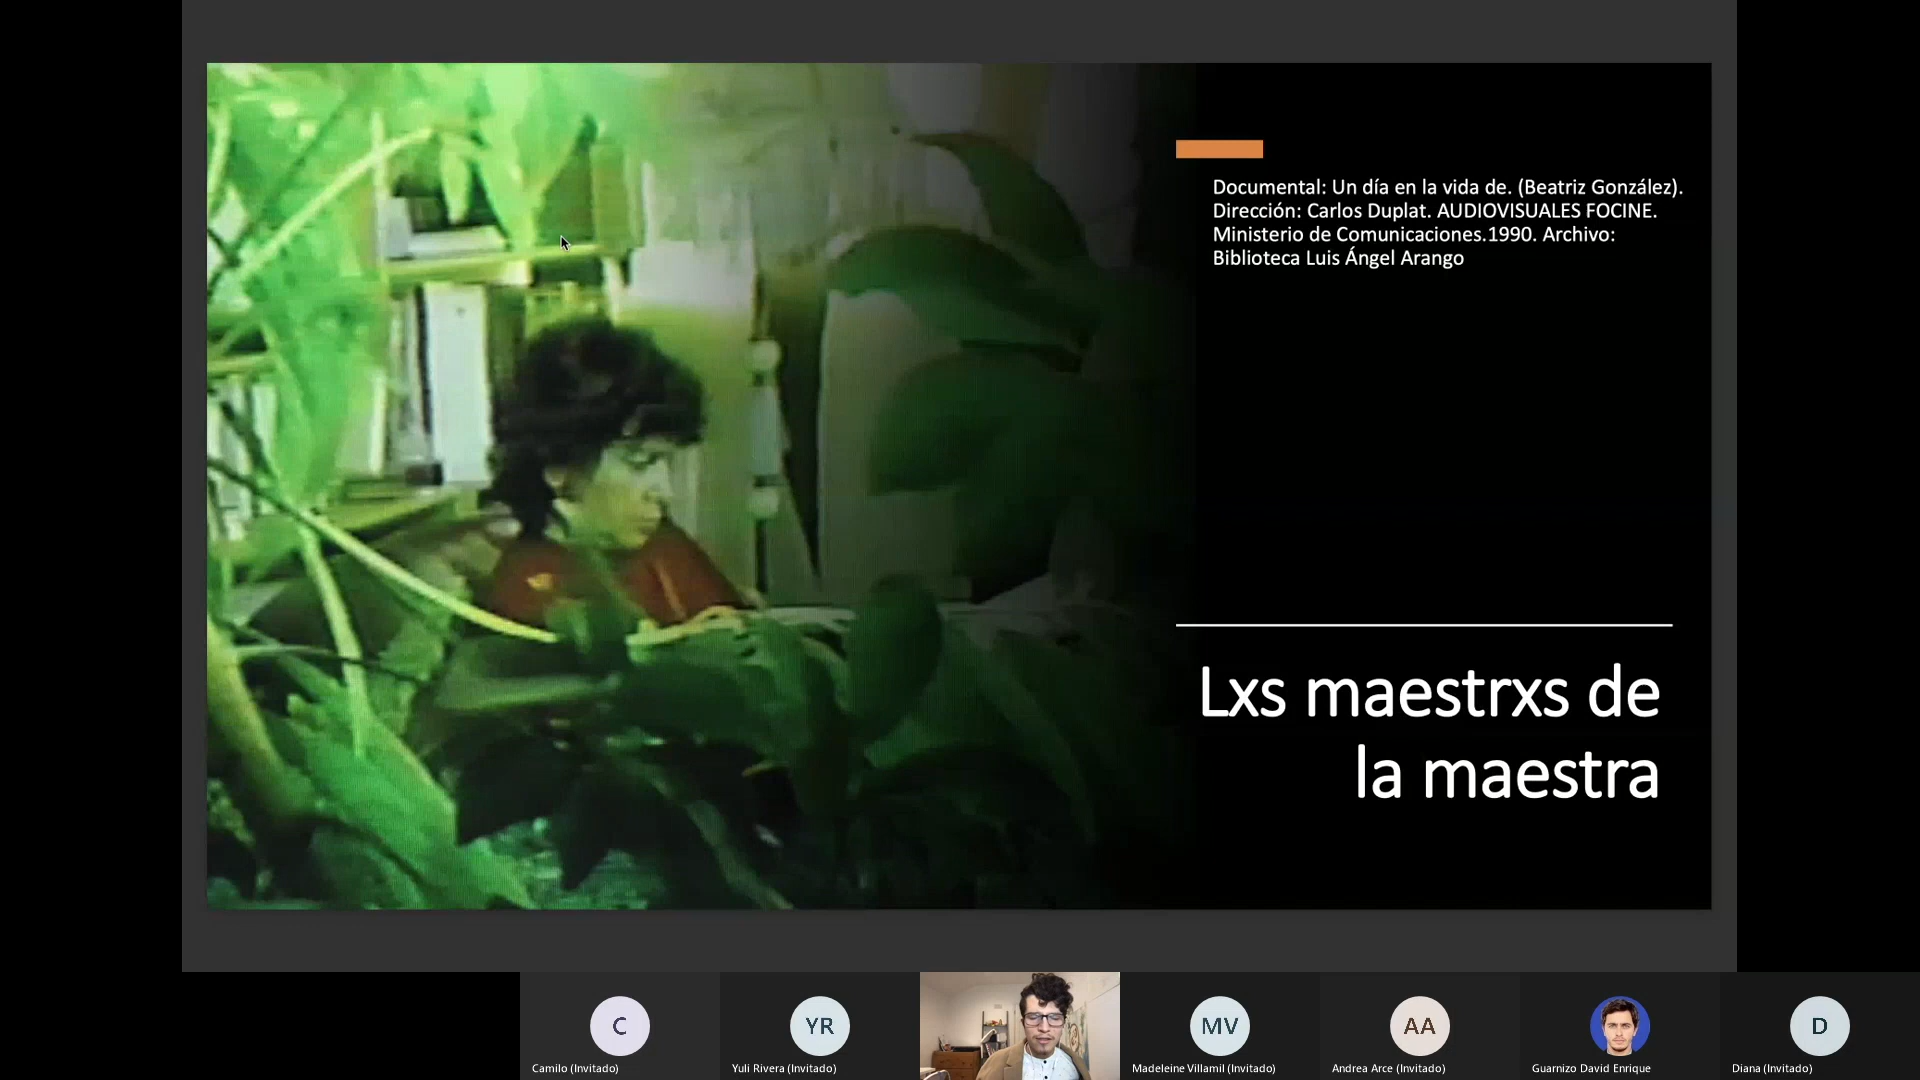 Documental: Un día en la vida de. (Beatriz González).
Dirección: Carlos Duplat. AUDIOVISUALES FOCINE.
Ministerio de Comunicaciones.1990. Archivo:
Biblioteca Luis Ángel Arango
Lxs maestrxs de
la maestra
C
YR
MV
AA
D
Camilo (Invitado)
Yuli Rivera (Invitado)
Madeleine Villamil (Invitado)
Andrea Arce (Invitado)
Guarnizo David Enrique
Diana (Invitado)